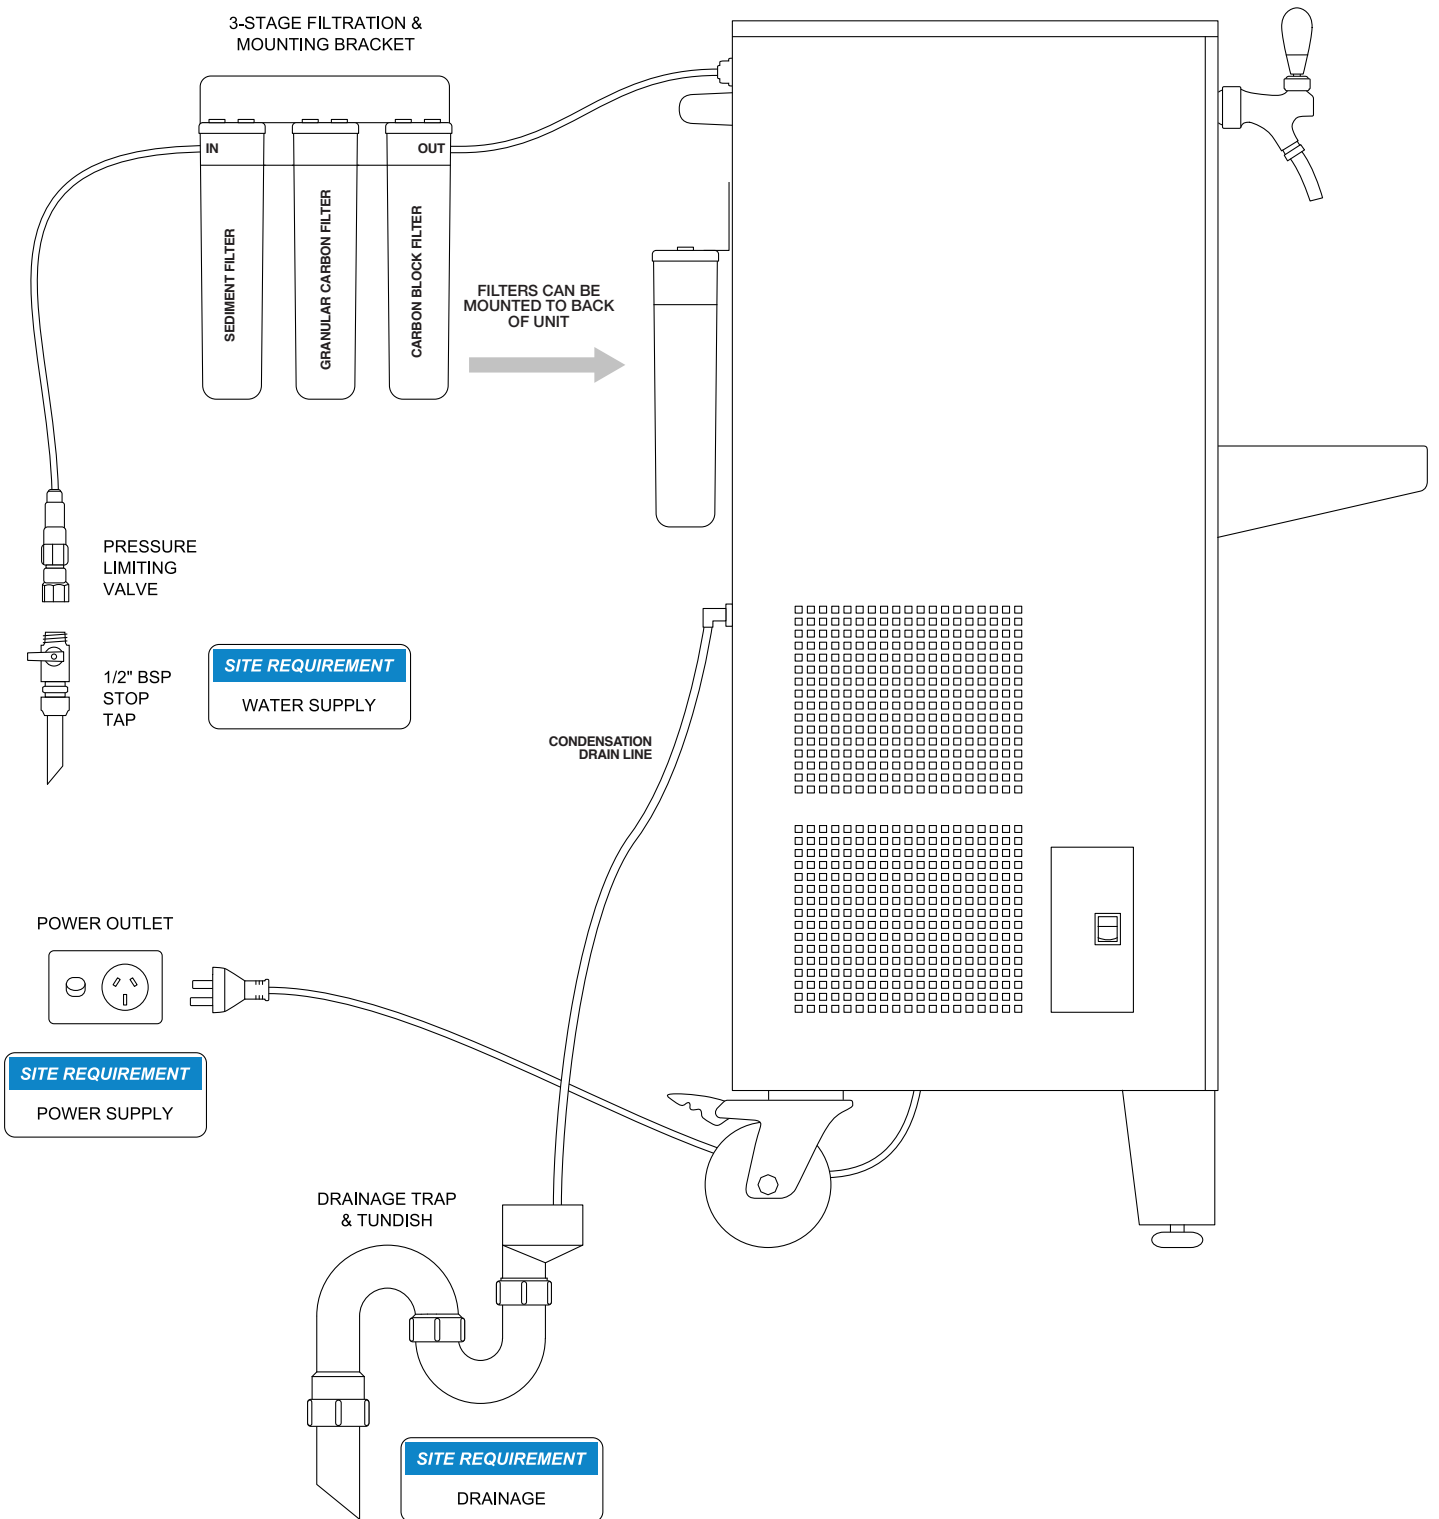 3-STAGE FILTRATION &
MOUNTING BRACKET
IN
OUT
SEDIMENT FILTER
GRANULAR CARBON FILTER
CARBON BLOCK FILTER
FILTERS CAN BE
MOUNTED TO BACK
OF UNIT
PRESSURE
LIMITING
VALVE
1/2" BSP
STOP
TAP
SITE REQUIREMENT
WATER SUPPLY
CONDENSATION
DRAIN LINE
POWER OUTLET
SITE REQUIREMENT
POWER SUPPLY
DRAINAGE TRAP
& TUNDISH
SITE REQUIREMENT
DRAINAGE